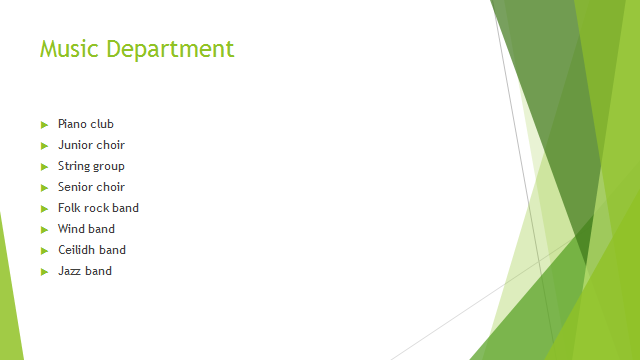 Music Department
Piano club
Junior choir
String group
Senior choir
Folk rock band
Wind band
Ceilidh band
Jazz band